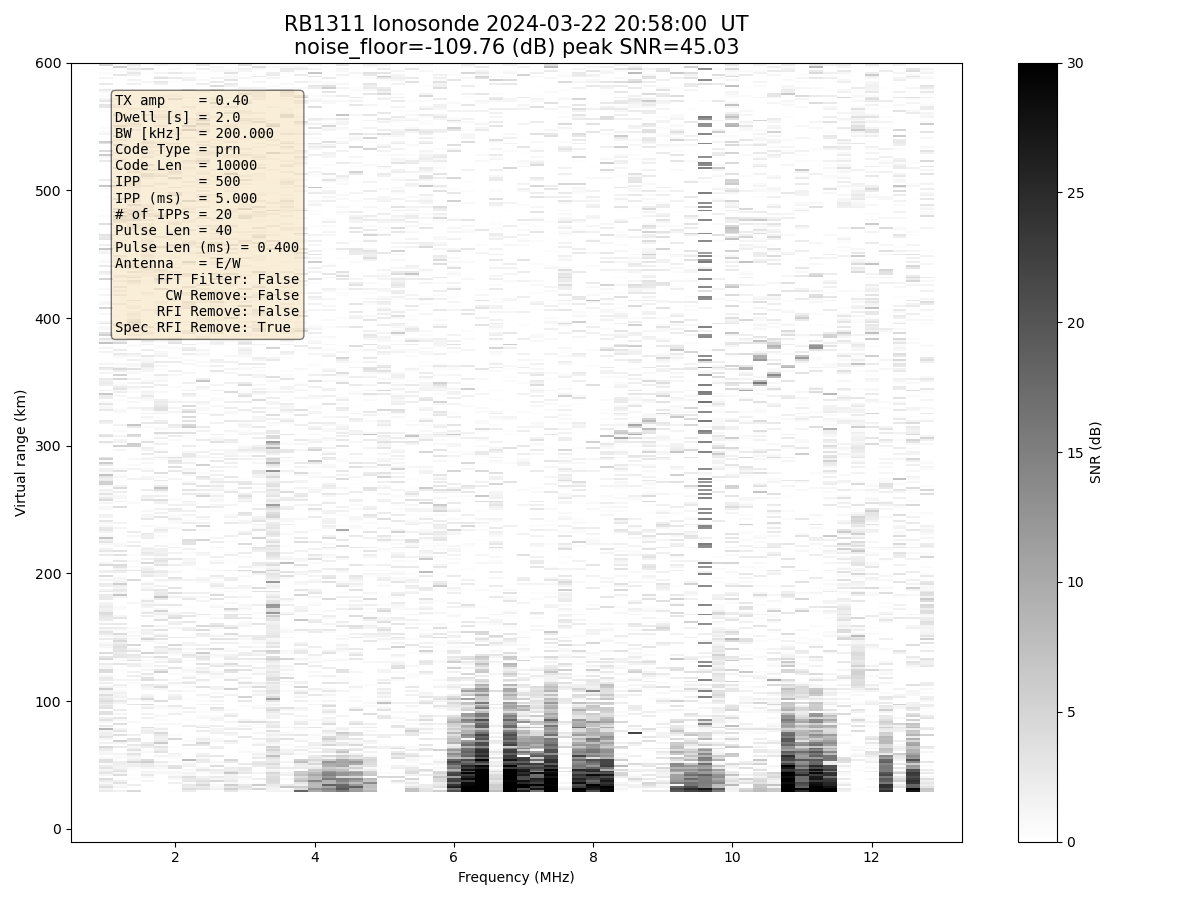 RB1311 Ionosonde 2024-03-22 20:58:00  UT
noise_floor=-109.76 (dB) peak SNR=45.03
TX amp    = 0.40
Dwell [s] = 2.0
BW [kHz]  = 200.000
Code Type = prn
Code Len  = 10000
IPP       = 500
IPP (ms)  = 5.000
# of IPPs = 20
Pulse Len = 40
Pulse Len (ms) = 0.400
Antenna   = E/W
FFT Filter: False
CW Remove: False
RFI Remove: False
Spec RFI Remove: True
600
500
400
300
200
100
0
Virtual range (km)
2 4 6 8 10 12
Frequency (MHz)
30
25
20
15
10
5
0
SNR (dB)